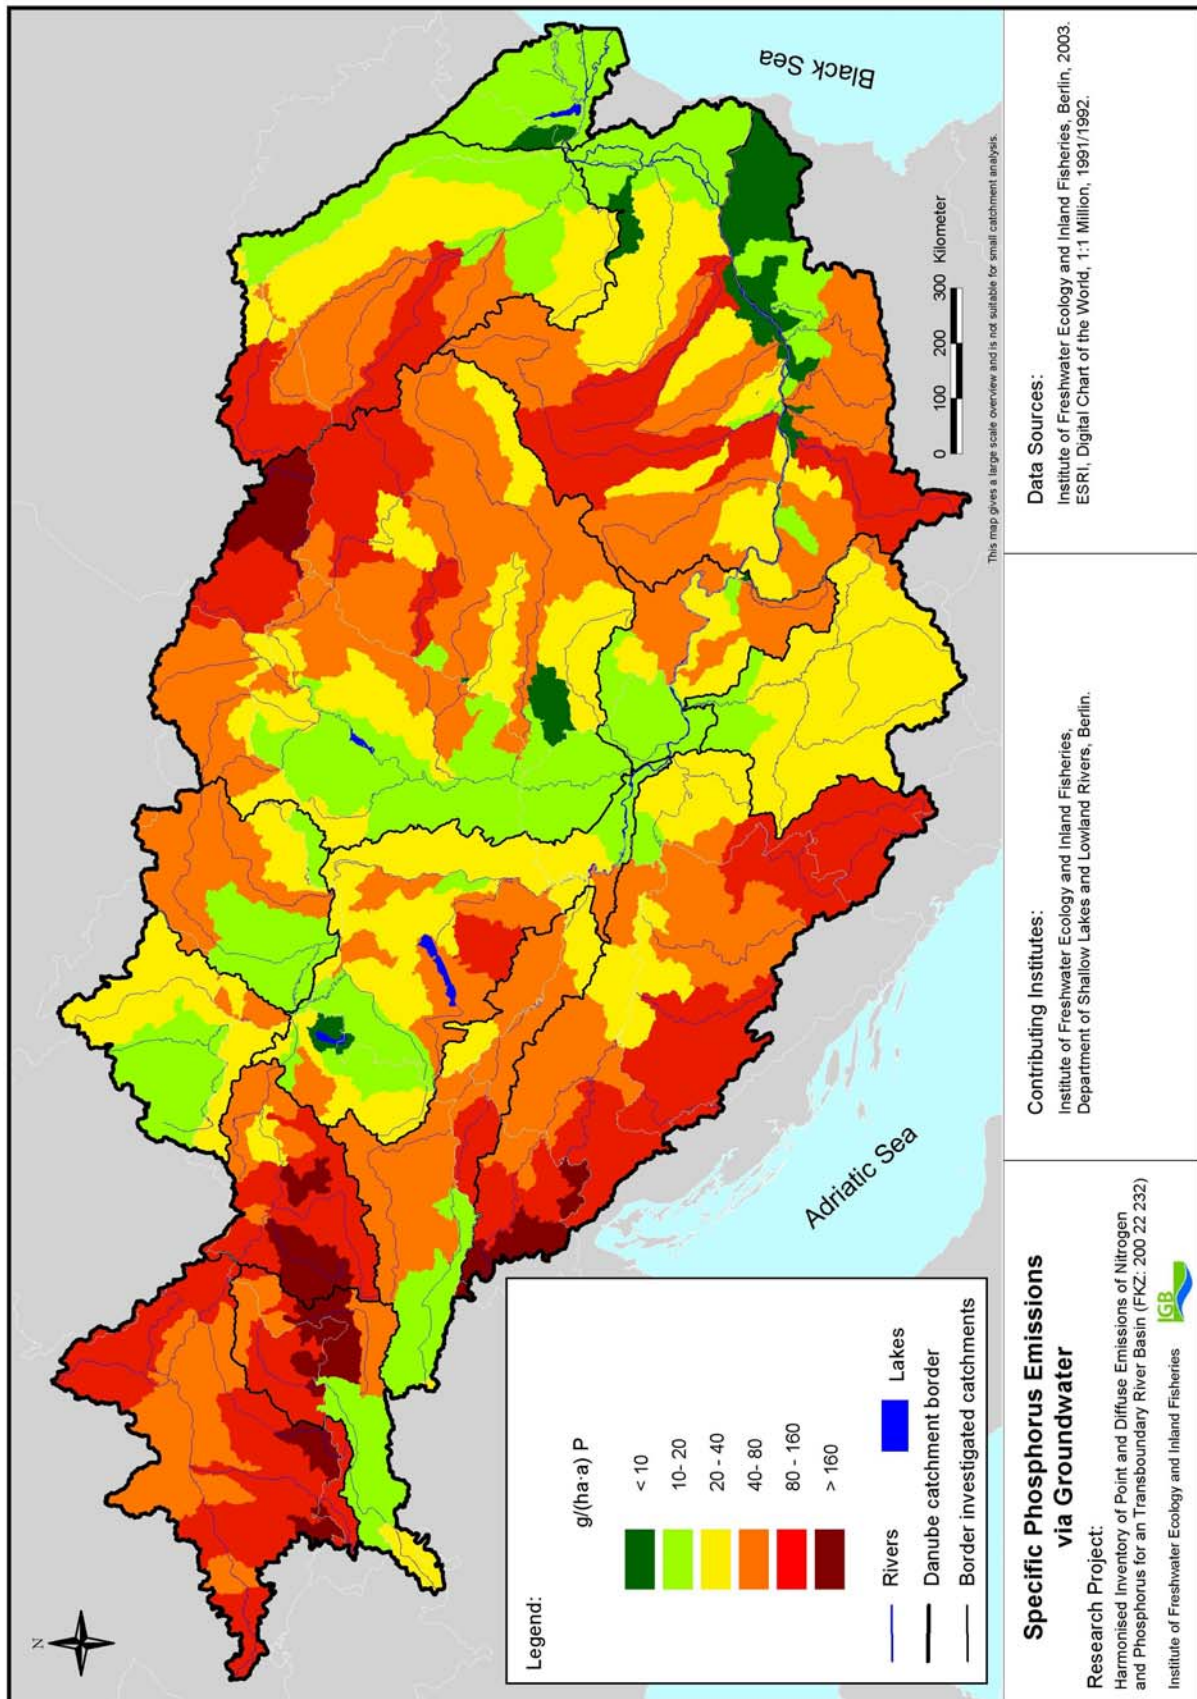 N
Black Sea
Adriatic Sea
0 100 200 300 Kilometer
This map gives a large scale overview and is not suitable for small catchment analysis.
Legend:
g/(ha·a) P
< 10
10- 20
20 - 40
40- 80
80 - 160
> 160
Rivers
Lakes
Danube catchment border
Border investigated catchments
Specific Phosphorus Emissions
via Groundwater
Research Project:
Harmonised Inventory of Point and Diffuse Emissions of Nitrogen
and Phosphorus for an Transboundary River Basin (FKZ: 200 22 232)
Institute of Freshwater Ecology and Inland Fisheries
IGB
Contributing Institutes:
Institute of Freshwater Ecology and Inland Fisheries,
Department of Shallow Lakes and Lowland Rivers, Berlin.
Data Sources:
Institute of Freshwater Ecology and Inland Fisheries, Berlin, 2003.
ESRI, Digital Chart of the World, 1:1 Million, 1991/1992.